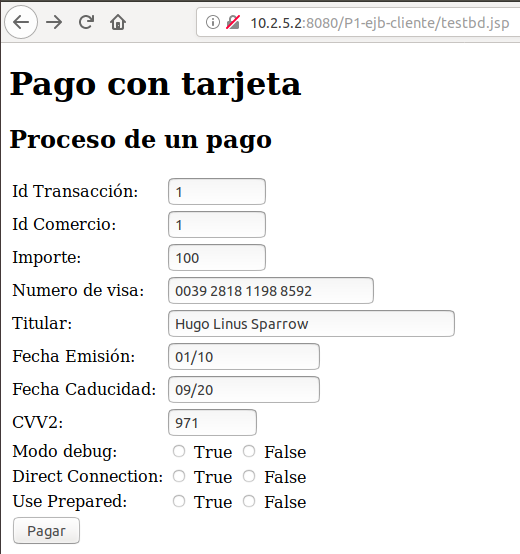 10.2.5.2:8080/P1-ejb-cliente/testbd.jsp
Pago con tarjeta
Proceso de un pago
Id Transacción: 1
Id Comercio: 1
Importe: 100
Numero de visa: 0039 2818 1198 8592
Titular: Hugo Linus Sparrow
Fecha Emisión: 01/10
Fecha Caducidad: 09/20
CVV2: 971
Modo debug: True False
Direct Connection: True False
Use Prepared: True False
Pagar